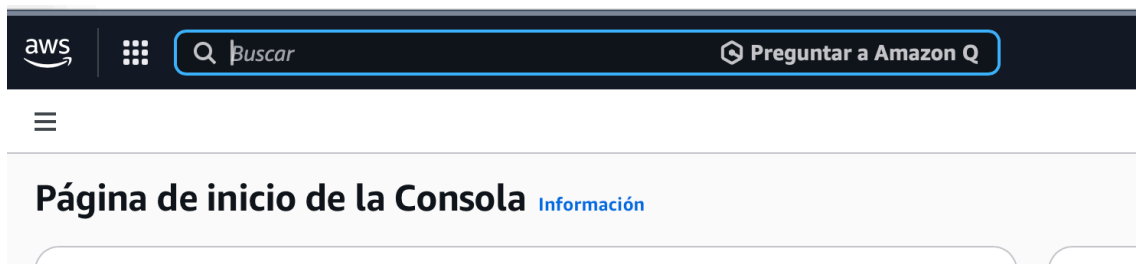 aws Buscar Preguntar a Amazon Q
Página de inicio de la Consola Información